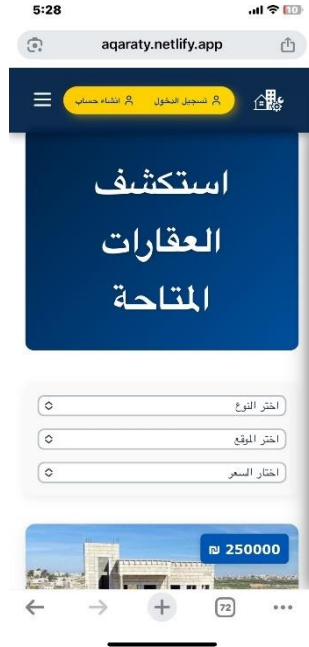 5:28
10
aqaraty.netlify.app
تسجيل الدخول
انشاء حساب
استكشف
العقارات
المتاحة
اختر النوع
اختر الموقع
اختار السعر
₪ 250000
72